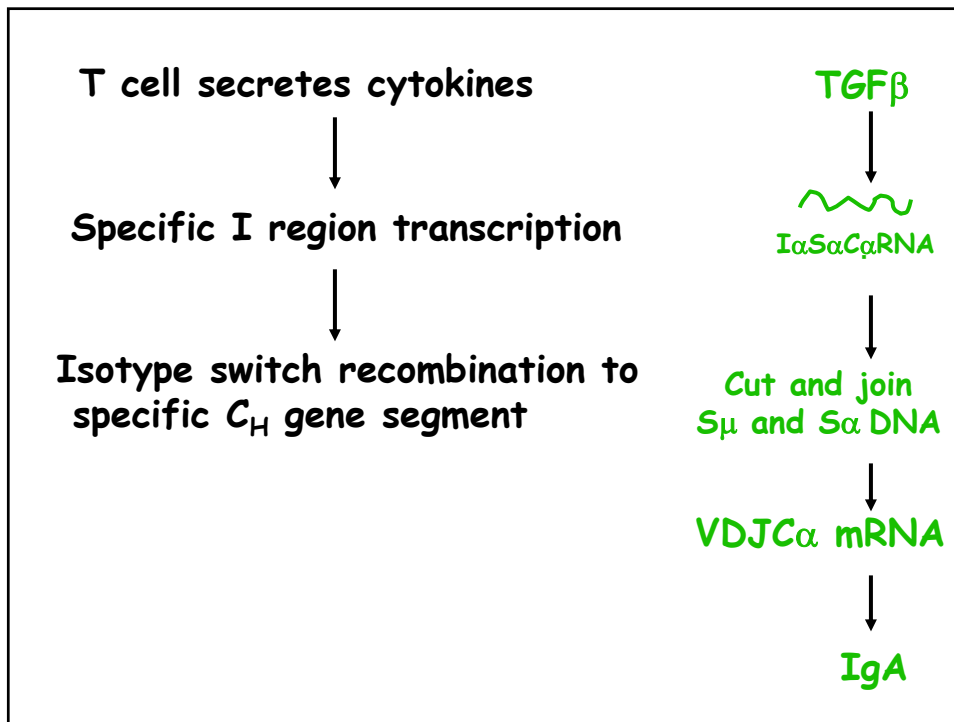 T cell secretes cytokines
Specific I region transcription
Isotype switch recombination to
specific C_H gene segment
TGFβ
IαSαCαRNA
Cut and join
Sμ and Sα DNA
VDJCα mRNA
IgA